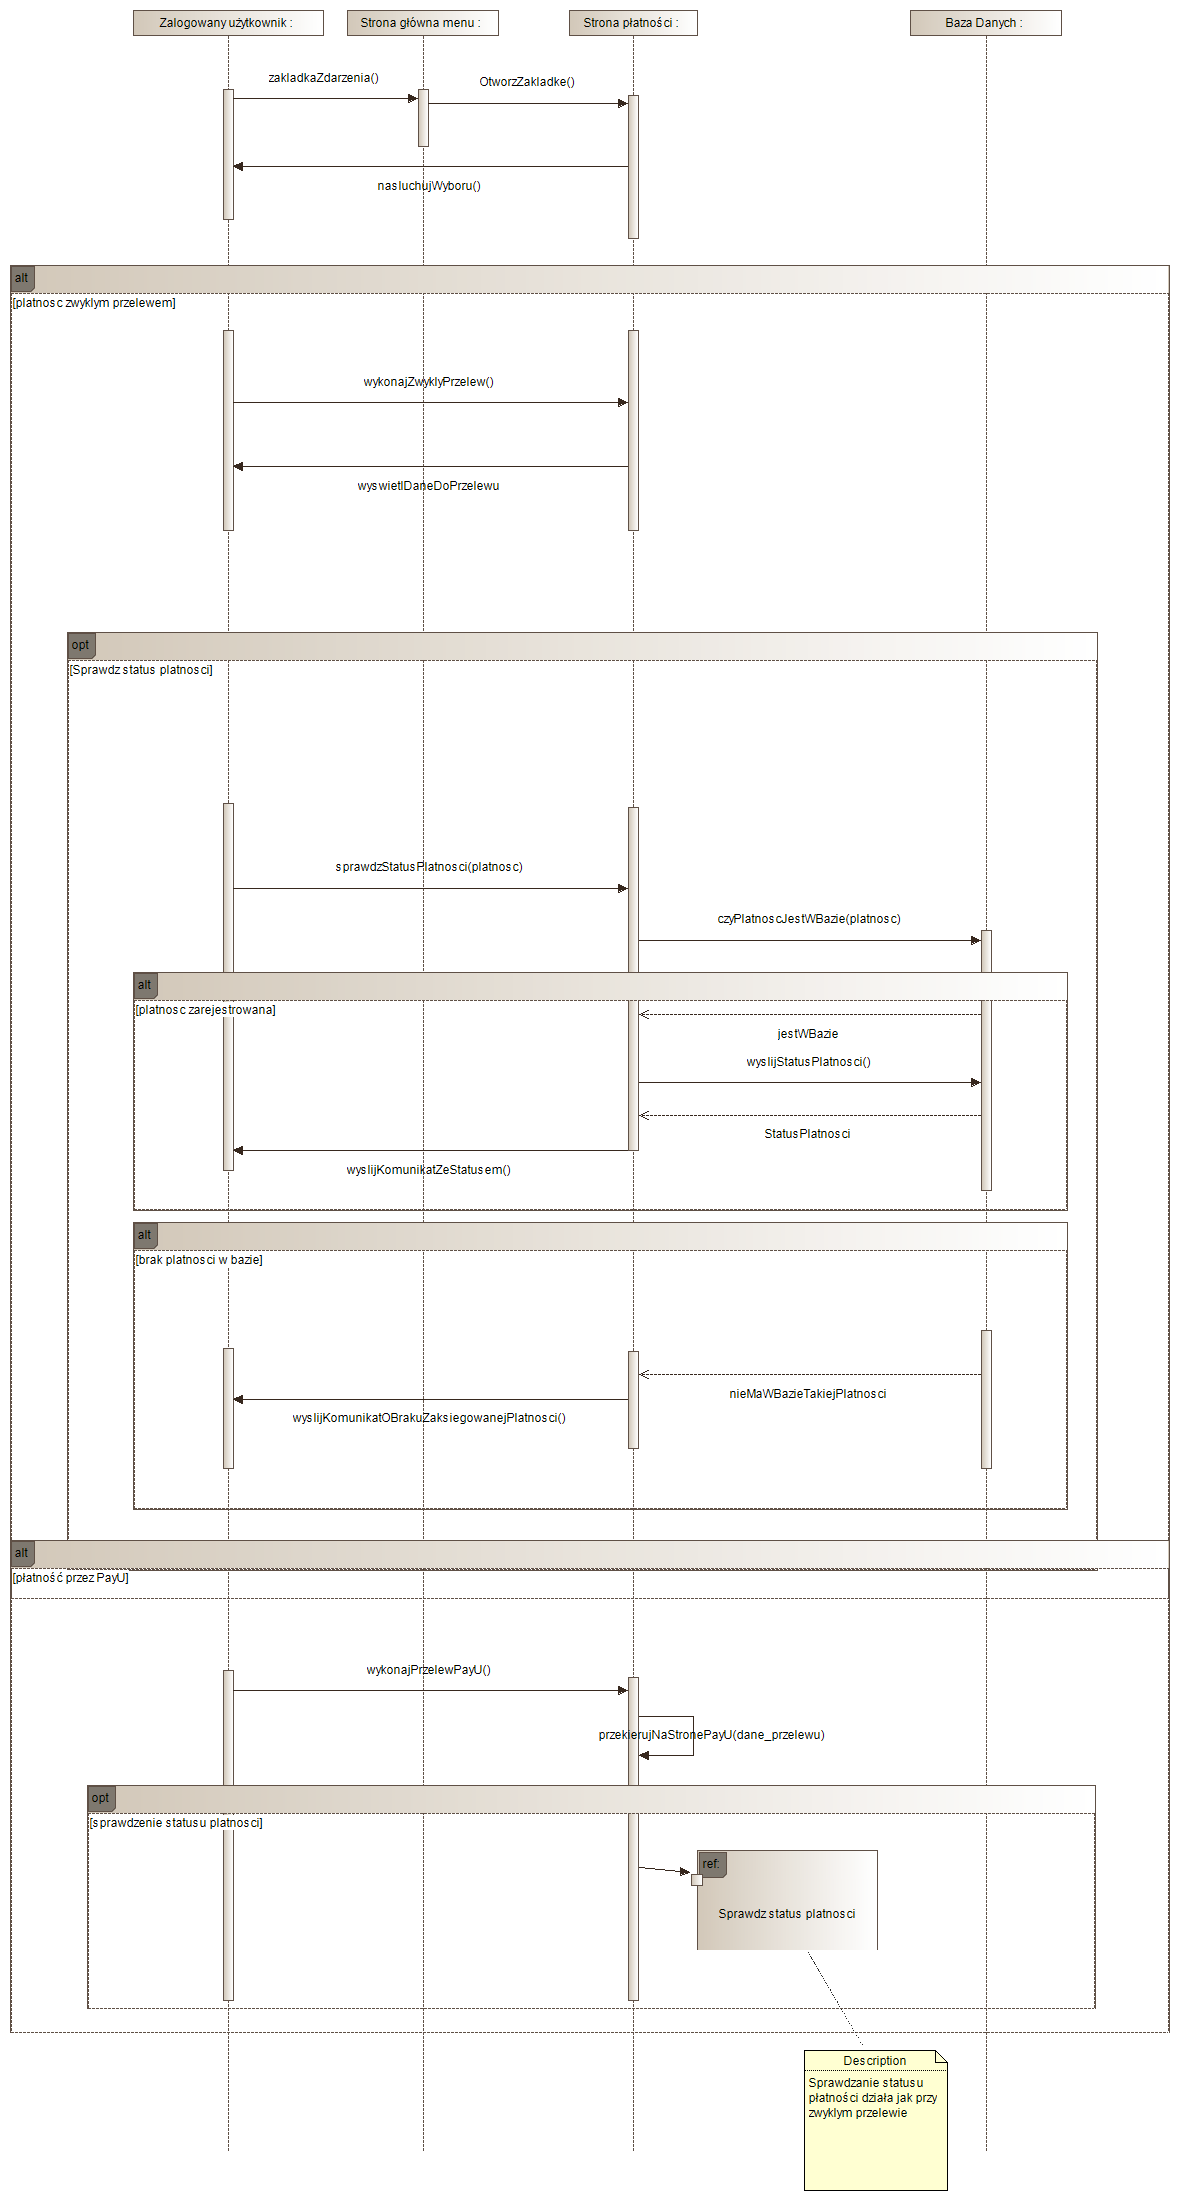 Zalogowany użytkownik :
Strona główna menu :
Strona płatności :
Baza Danych :
zakladkaZdarzenia()
OtworzZakladke()
nasluchujWyboru()
alt
[platnosc zwyklym przelewem]
wykonajZwyklyPrzelew()
wyswietlDaneDoPrzelewu
opt
[Sprawdz status platnosci]
sprawdzStatusPlatnosci(platnosc)
czyPlatnoscJestWBazie(platnosc)
alt
[platnosc zarejestrowana]
jestWBazie
wyslijStatusPlatnosci()
StatusPlatnosci
wyslijKomunikatZeStatusem()
alt
[brak platnosci w bazie]
nieMaWBazieTakiejPlatnosci
wyslijKomunikatOBrakuZaksiegowanejPlatnosci()
alt
[płatność przez PayU]
wykonajPrzelewPayU()
przekierujNaStronePayU(dane_przelewu)
opt
[sprawdzenie statusu platnosci]
ref:
Sprawdz status platnosci
Description
Sprawdzanie statusu
płatności działa jak przy
zwyklym przelewie